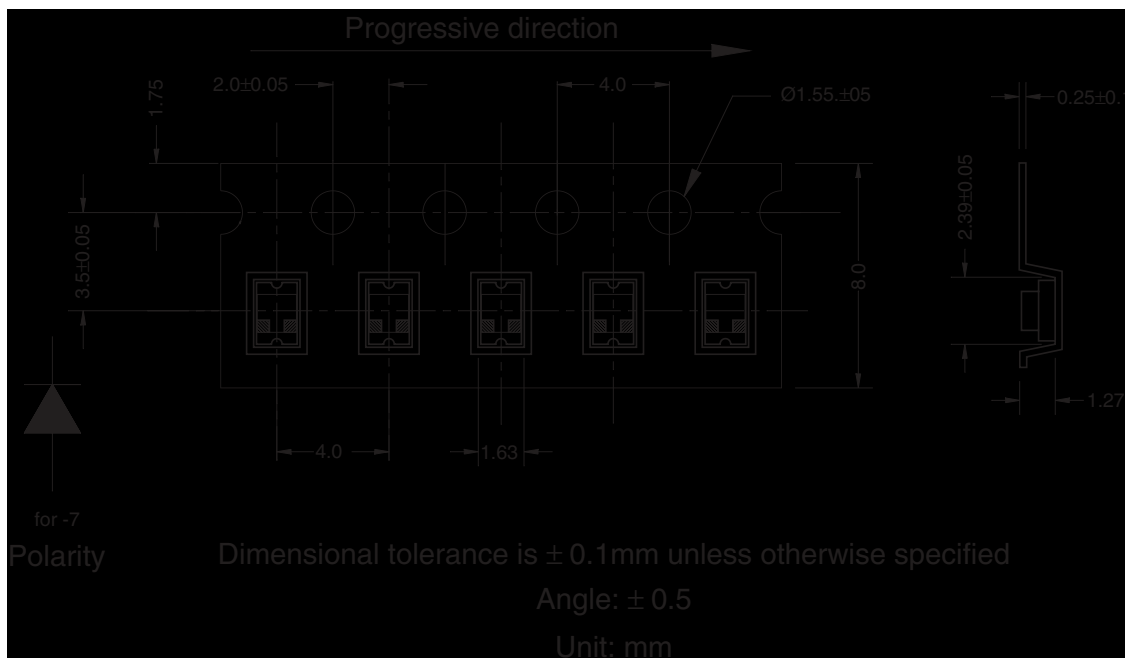 Progressive direction
2.0±0.05
4.0
Ø1.55.±05
1.75
0.25±0.1
3.5±0.05
2.39±0.05
8.0
1.27
4.0
1.63
for -7
Polarity
Dimensional tolerance is ± 0.1mm unless otherwise specified
Angle: ± 0.5
Unit: mm